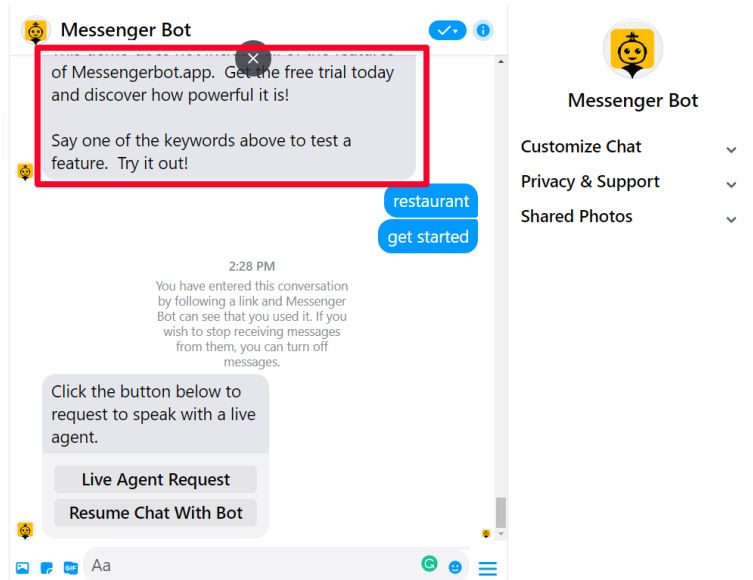 Messenger Bot
of Messengerbot.app. Get the free trial today
and discover how powerful it is!
Say one of the keywords above to test a
feature. Try it out!
restaurant
get started
2:28 PM
You have entered this conversation
by following a link and Messenger
Bot can see that you used it. If you
wish to stop receiving messages
from them, you can turn off
messages.
Click the button below to
request to speak with a live
agent.
Live Agent Request
Resume Chat With Bot
GIF
Aa
G
Messenger Bot
Customize Chat
Privacy & Support
Shared Photos